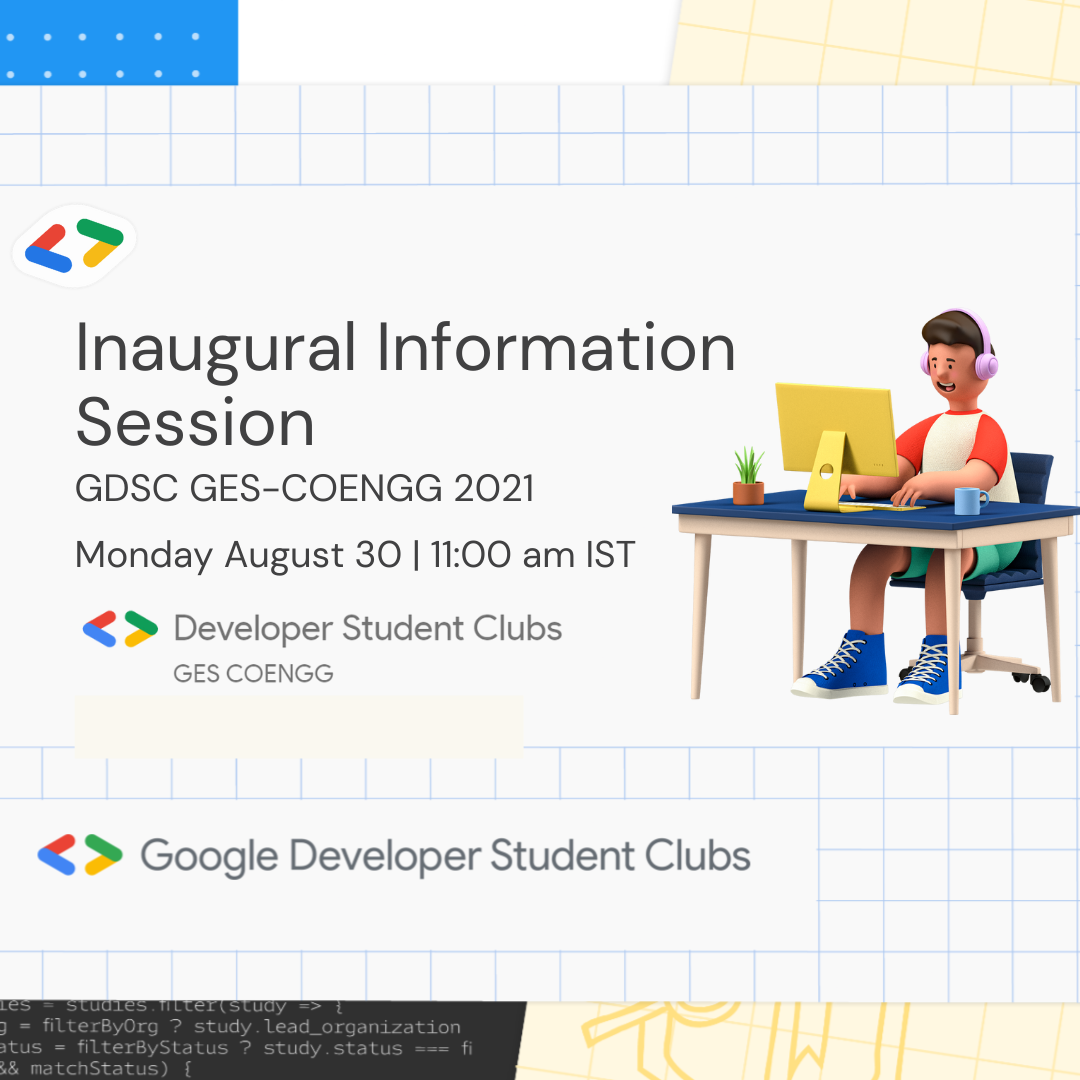 Inaugural Information
Session
GDSC GES-COENGG 2021
Monday August 30 | 11:00 am IST
Developer Student Clubs
GES COENGG
Google Developer Student Clubs
ies = studies.filter(study => {
g = filterByOrg ? study.lead_organization
atus = filterByStatus ? study.status === fi
&& matchStatus) {